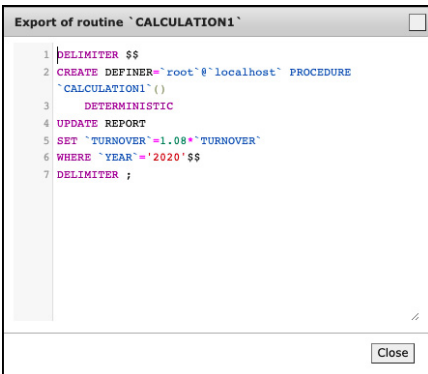 Export of routine `CALCULATION1`
1 DELIMITER $$
2 CREATE DEFINER=`root`@`localhost` PROCEDURE
`CALCULATION1`()
3 DETERMINISTIC
4 UPDATE REPORT
5 SET `TURNOVER`=1.08*`TURNOVER`
6 WHERE `YEAR`='2020'$$
7 DELIMITER ;
Close